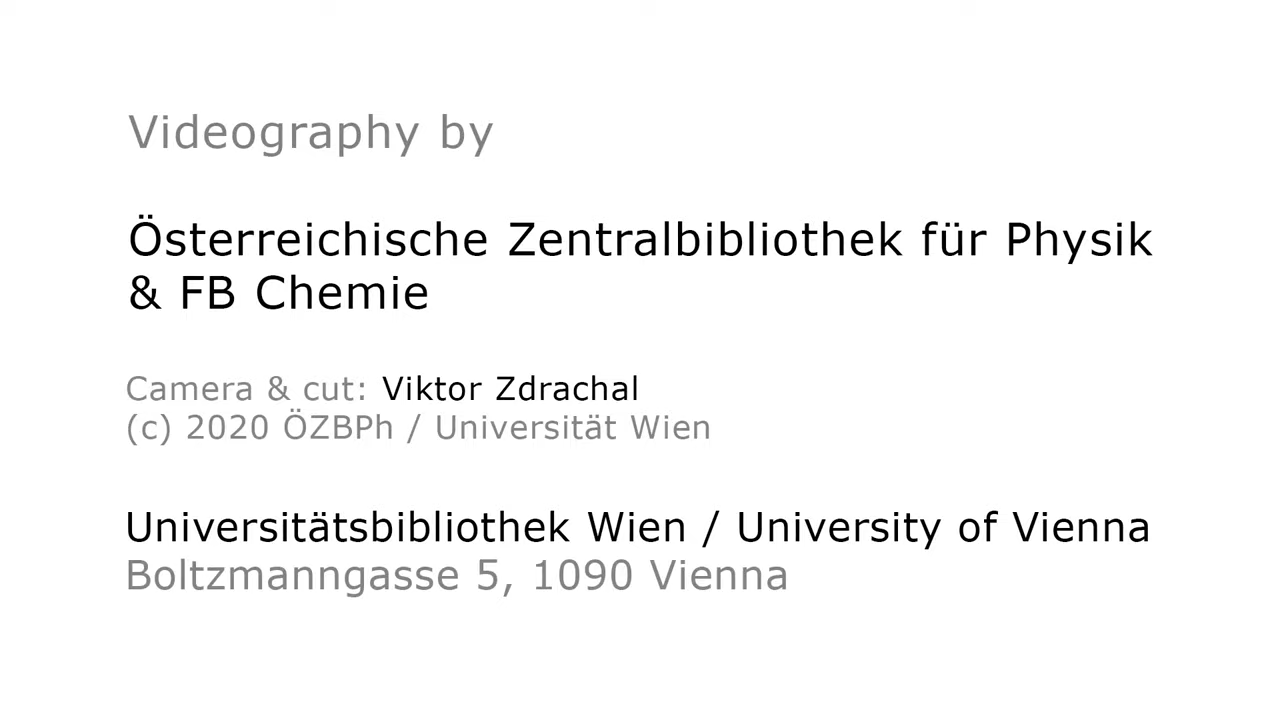 Videography by
Österreichische Zentralbibliothek für Physik
& FB Chemie
Camera & cut: Viktor Zdrachal
(c) 2020 ÖZBPh / Universität Wien
Universitätsbibliothek Wien / University of Vienna
Boltzmanngasse 5, 1090 Vienna